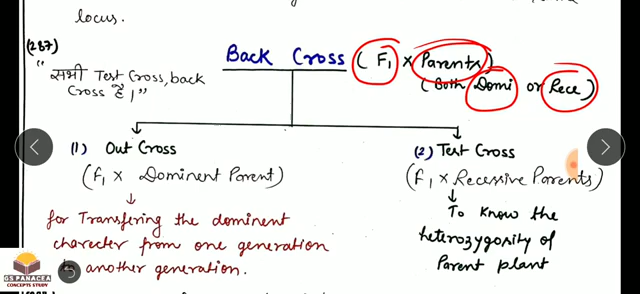 locus.
(287)
Back Cross (F₁ × Parents)
(Both Domi or Rece)
"सभी Test Cross, back
Cross है।"
(1) Out Cross
(F₁ × Dominent Parent)
for Transfering the dominent
character from one generation
to another generation.
(2) Test Cross
(F₁ × Recessive Parents)
To know the
heterozygosity of
Parent plant
GS PANACEA
CONCEPTS STUDY